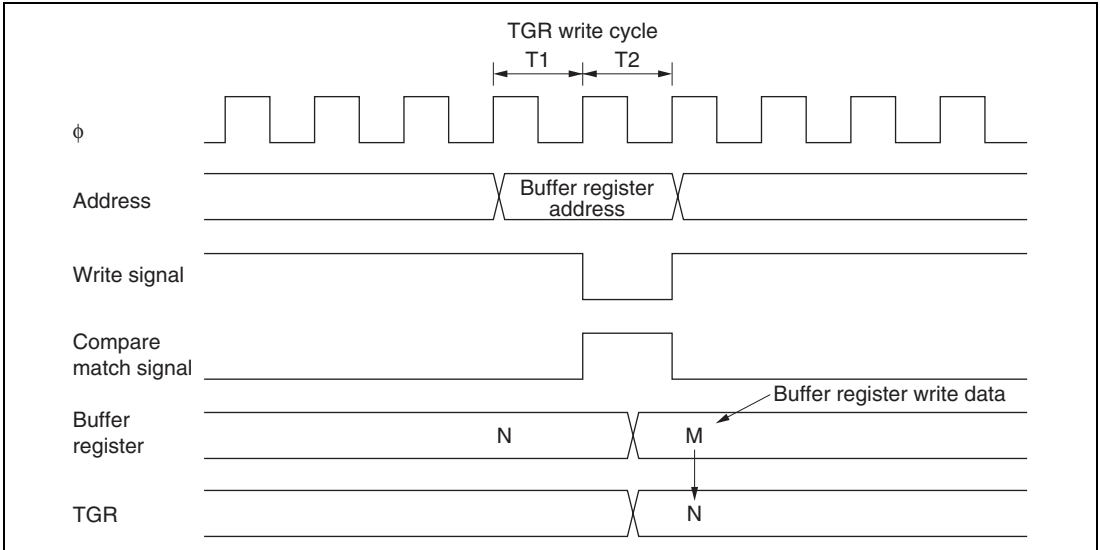 TGR write cycle
T1 T2
ϕ
Address
Buffer register
address
Write signal
Compare
match signal
Buffer register write data
Buffer
register
N M
TGR
N